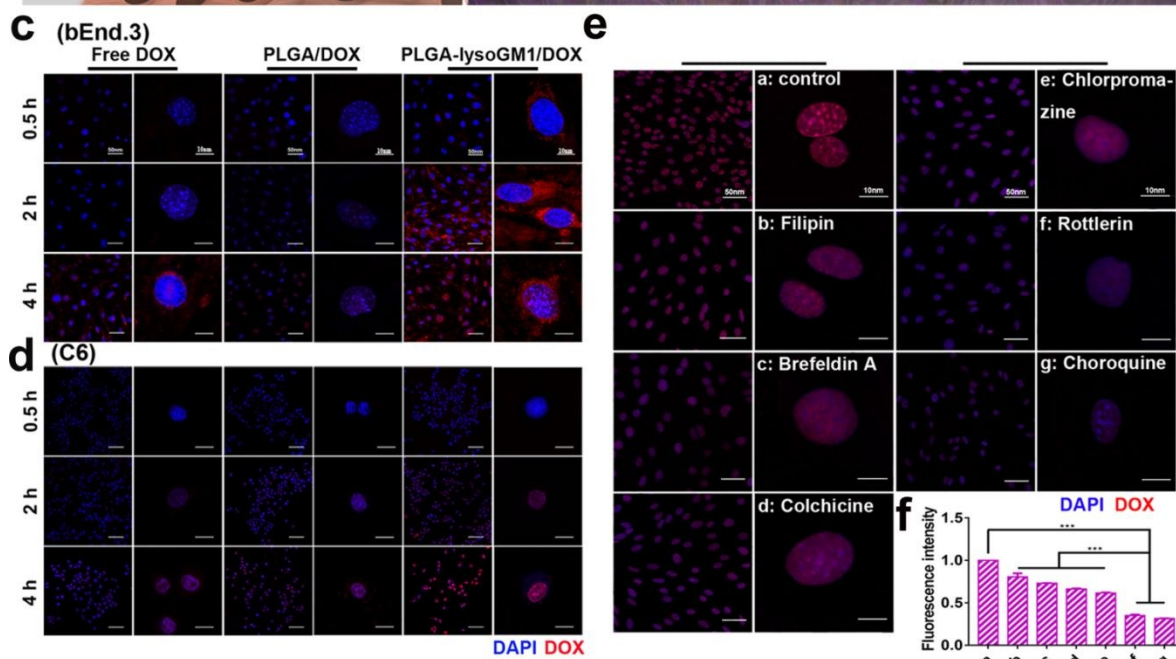 c (bEnd.3)
Free DOX PLGA/DOX PLGA-lysoGM1/DOX
0.5 h
50nm 10nm 50nm 10nm 50nm 10nm
2 h
4 h
d (C6)
0.5 h
2 h
4 h
DAPI DOX
e
a: control
50nm 10nm
e: Chlorproma-
zine
50nm 10nm
b: Filipin
f: Rottlerin
c: Brefeldin A
g: Choroquine
d: Colchicine
f
DAPI DOX
Fluorescence intensity
1.5
1.0
0.5
0.0
***
***